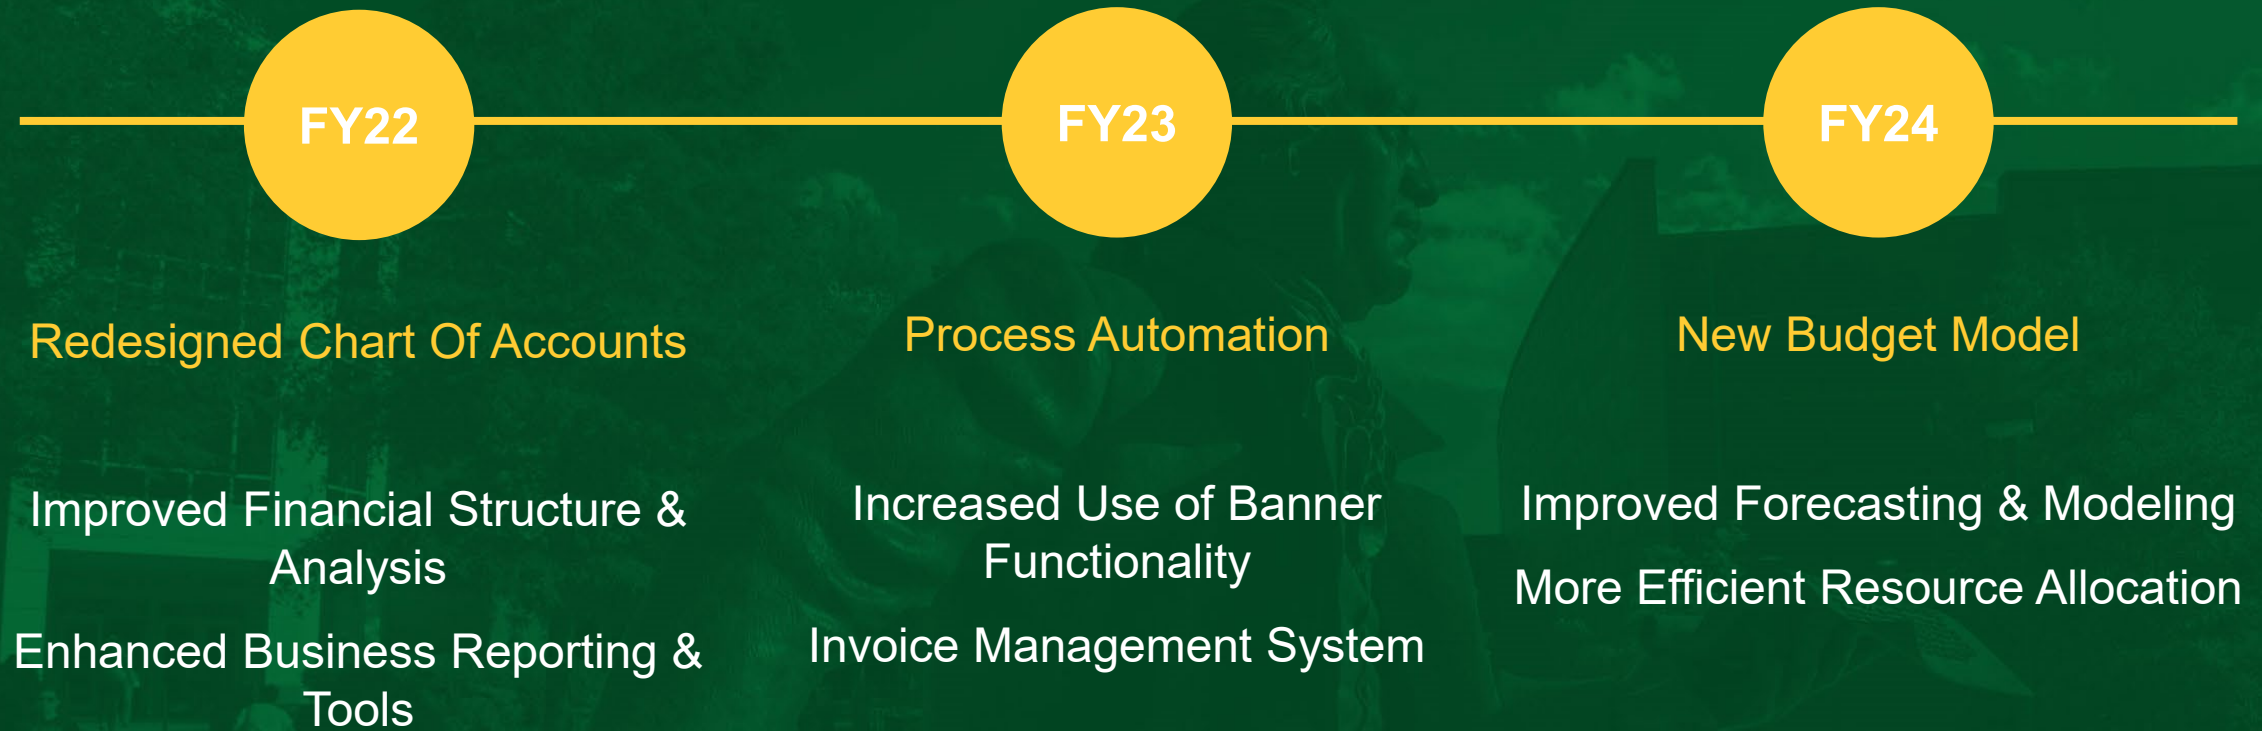 FY22
FY23
FY24
Redesigned Chart Of Accounts
Process Automation
New Budget Model
Improved Financial Structure &
Analysis
Enhanced Business Reporting &
Tools
Increased Use of Banner
Functionality
Invoice Management System
Improved Forecasting & Modeling
More Efficient Resource Allocation